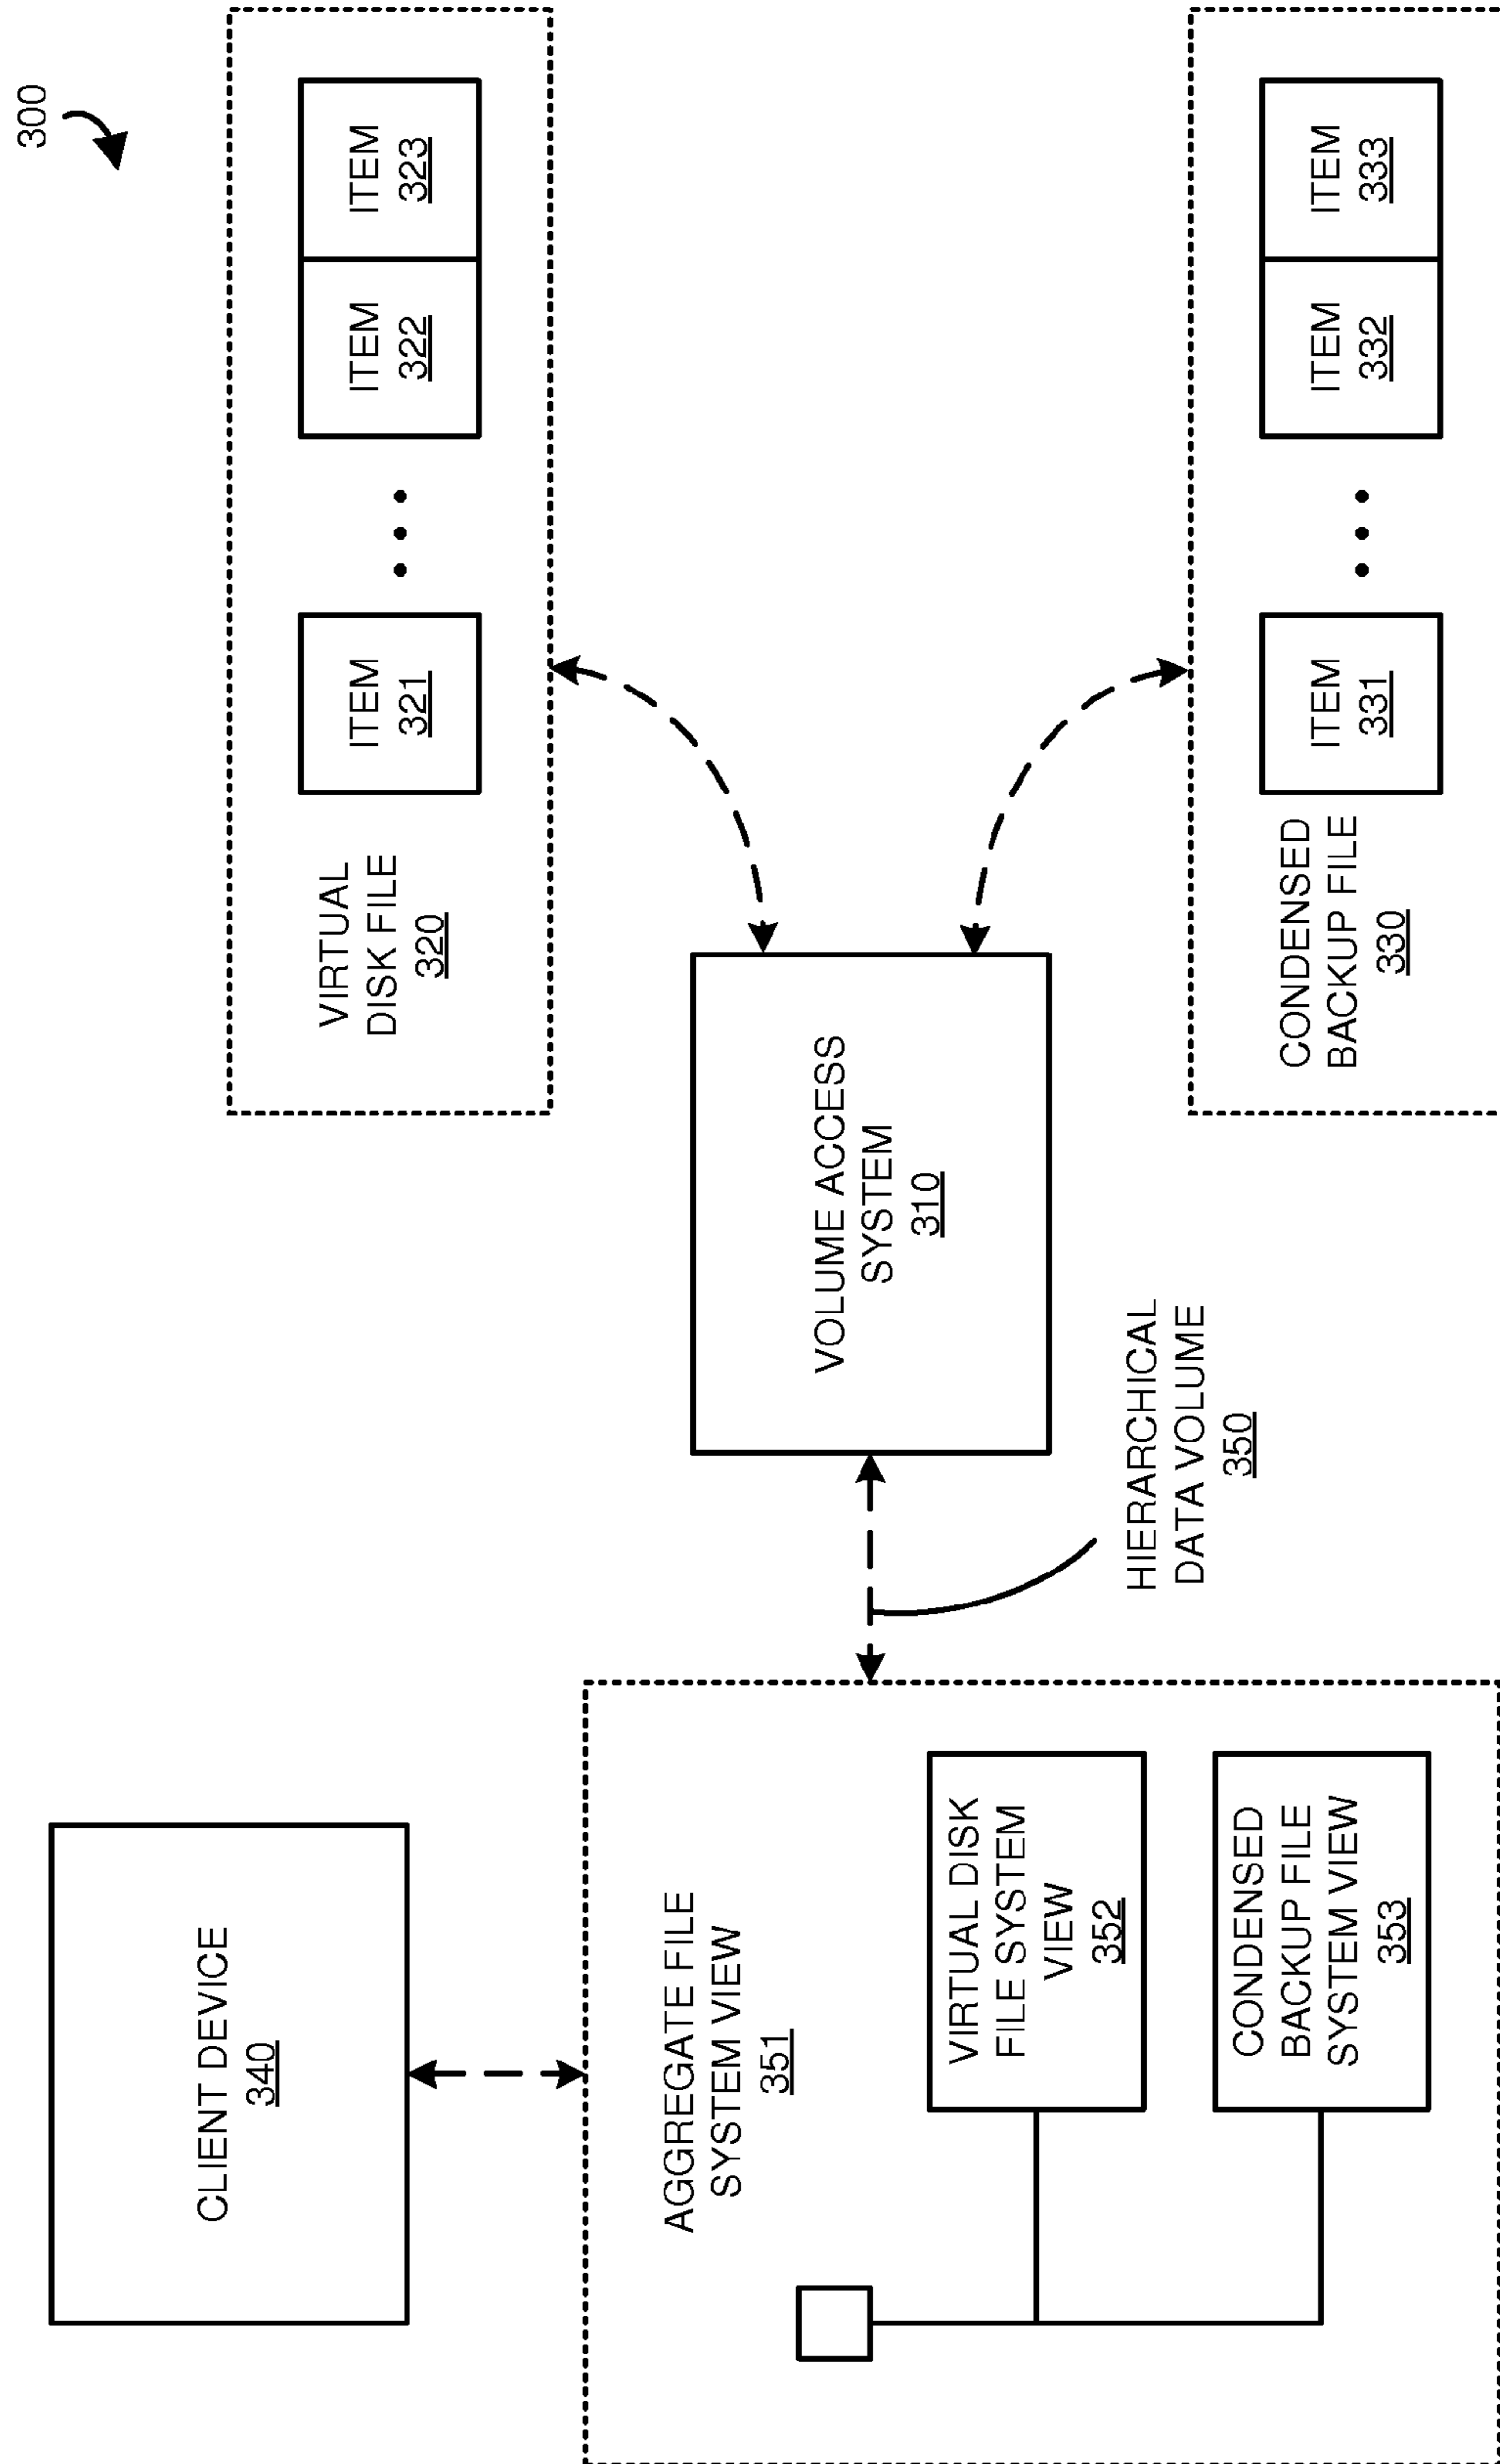 300
CLIENT DEVICE
340
AGGREGATE FILE
SYSTEM VIEW
351
VIRTUAL DISK
FILE SYSTEM
VIEW
352
CONDENSED
BACKUP FILE
SYSTEM VIEW
353
HIERARCHICAL
DATA VOLUME
350
VOLUME ACCESS
SYSTEM
310
VIRTUAL
DISK FILE
320
ITEM
321
ITEM
322
ITEM
323
CONDENSED
BACKUP FILE
330
ITEM
331
ITEM
332
ITEM
333